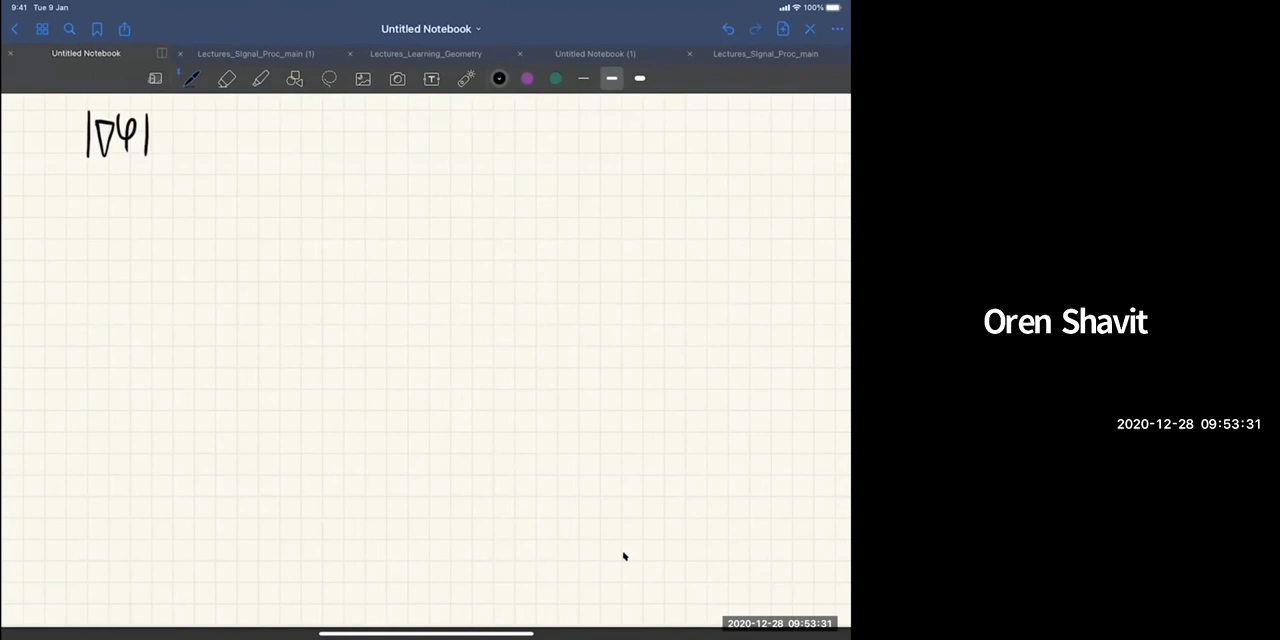 9:41 Tue 9 Jan
100%
Untitled Notebook
Untitled Notebook
Lectures_SIgnal_Proc_main (1)
Lectures_Learning_Geometry
Untitled Notebook (1)
Lectures_SIgnal_Proc_main
|∇φ|
Oren Shavit
2020-12-28 09:53:31
2020-12-28 09:53:31